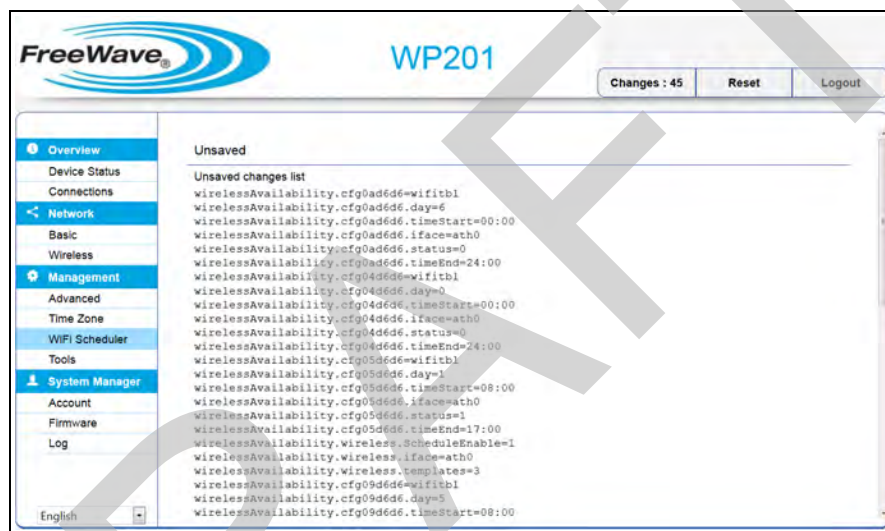 FreeWave®
WP201
Changes : 45
Reset
Logout
Overview
Device Status
Connections
Network
Basic
Wireless
Management
Advanced
Time Zone
WiFi Scheduler
Tools
System Manager
Account
Firmware
Log
English
Unsaved
Unsaved changes list
wirelessAvailability.cfg0ad6d6=wifitbl
wirelessAvailability.cfg0ad6d6.day=6
wirelessAvailability.cfg0ad6d6.timeStart=00:00
wirelessAvailability.cfg0ad6d6.iface=ath0
wirelessAvailability.cfg0ad6d6.status=0
wirelessAvailability.cfg0ad6d6.timeEnd=24:00
wirelessAvailability.cfg04d6d6=wifitbl
wirelessAvailability.cfg04d6d6.day=0
wirelessAvailability.cfg04d6d6.timeStart=00:00
wirelessAvailability.cfg04d6d6.iface=ath0
wirelessAvailability.cfg04d6d6.status=0
wirelessAvailability.cfg04d6d6.timeEnd=24:00
wirelessAvailability.cfg05d6d6=wifitbl
wirelessAvailability.cfg05d6d6.day=1
wirelessAvailability.cfg05d6d6.timeStart=08:00
wirelessAvailability.cfg05d6d6.iface=ath0
wirelessAvailability.cfg05d6d6.status=1
wirelessAvailability.cfg05d6d6.timeEnd=17:00
wirelessAvailability.wireless.ScheduleEnable=1
wirelessAvailability.wireless.iface=ath0
wirelessAvailability.wireless.templates=3
wirelessAvailability.cfg09d6d6=wifitbl
wirelessAvailability.cfg09d6d6.day=5
wirelessAvailability.cfg09d6d6.timeStart=08:00